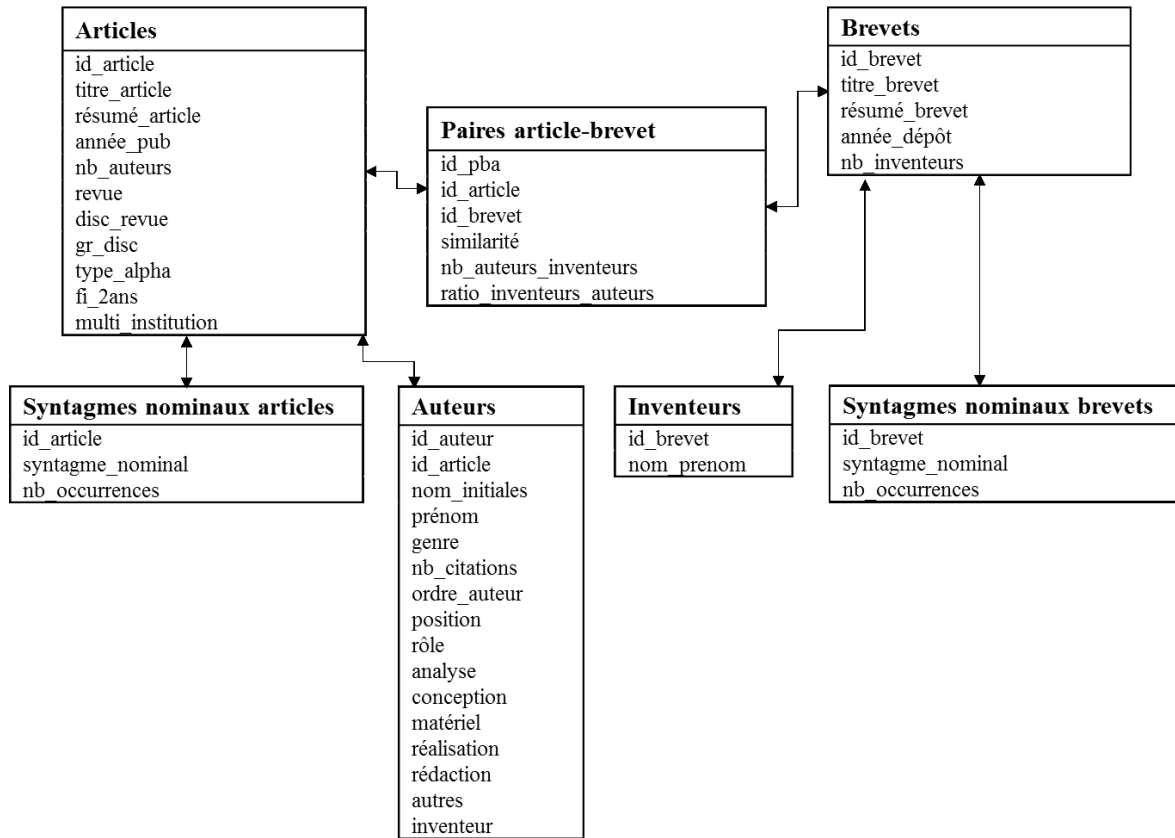 Articles
id_article
titre_article
résumé_article
année_pub
nb_auteurs
revue
disc_revue
gr_disc
type_alpha
fi_2ans
multi_institution
Paires article-brevet
id_pba
id_article
id_brevet
similarité
nb_auteurs_inventeurs
ratio_inventeurs_auteurs
Brevets
id_brevet
titre_brevet
résumé_brevet
année_dépôt
nb_inventeurs
Syntagmes nominaux articles
id_article
syntagme_nominal
nb_occurrences
Auteurs
id_auteur
id_article
nom_initiales
prénom
genre
nb_citations
ordre_auteur
position
rôle
analyse
conception
matériel
réalisation
rédaction
autres
inventeur
Inventeurs
id_brevet
nom_prenom
Syntagmes nominaux brevets
id_brevet
syntagme_nominal
nb_occurrences